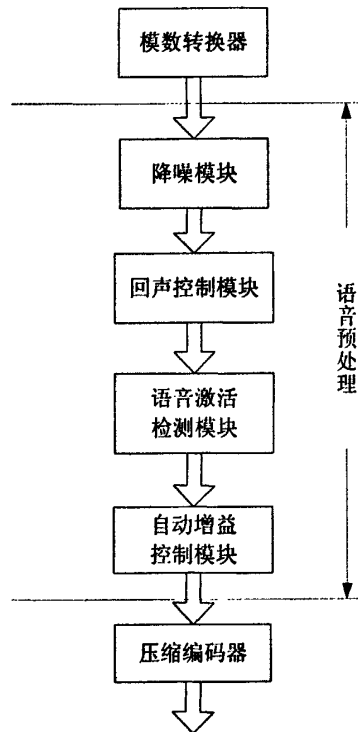 模数转换器
降噪模块
回声控制模块
语音激活
检测模块
自动增益
控制模块
压缩编码器
语音预处理